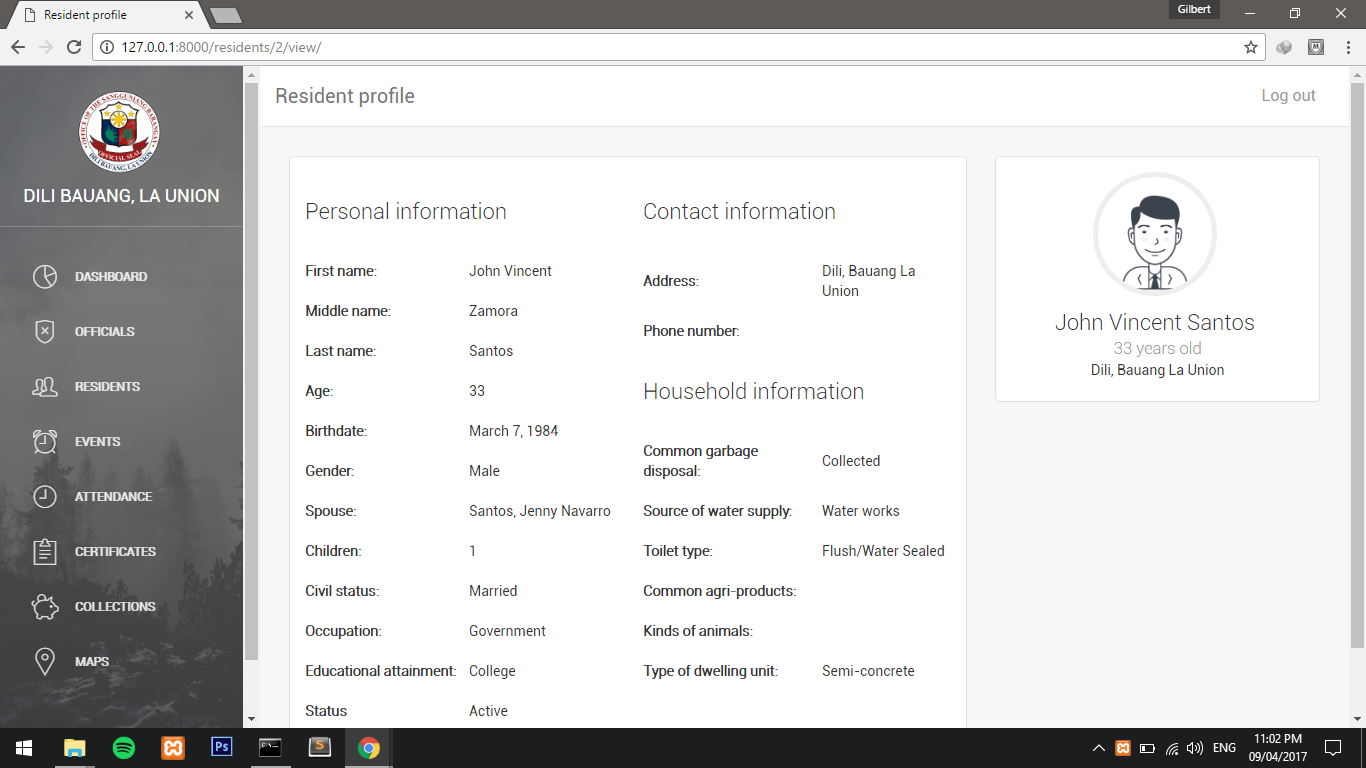 Resident profile
Gilbert
127.0.0.1:8000/residents/2/view/
OFFICE OF THE SANGGUNIANG BARANGAY
OFFICIAL SEAL
DILI BAUANG, LA UNION
DILI BAUANG, LA UNION
DASHBOARD
OFFICIALS
RESIDENTS
EVENTS
ATTENDANCE
CERTIFICATES
COLLECTIONS
MAPS
Resident profile
Log out
Personal information
First name: John Vincent
Middle name: Zamora
Last name: Santos
Age: 33
Birthdate: March 7, 1984
Gender: Male
Spouse: Santos, Jenny Navarro
Children: 1
Civil status: Married
Occupation: Government
Educational attainment: College
Status Active
Contact information
Address: Dili, Bauang La
Union
Phone number:
Household information
Common garbage
disposal: Collected
Source of water supply: Water works
Toilet type: Flush/Water Sealed
Common agri-products:
Kinds of animals:
Type of dwelling unit: Semi-concrete
John Vincent Santos
33 years old
Dili, Bauang La Union
Ps
ENG
11:02 PM
09/04/2017